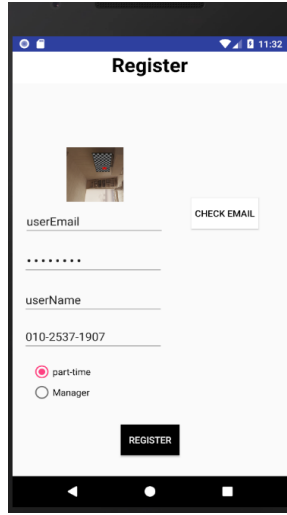 11:32
Register
CHECK EMAIL
userEmail
••••••••
userName
010-2537-1907
part-time
Manager
REGISTER